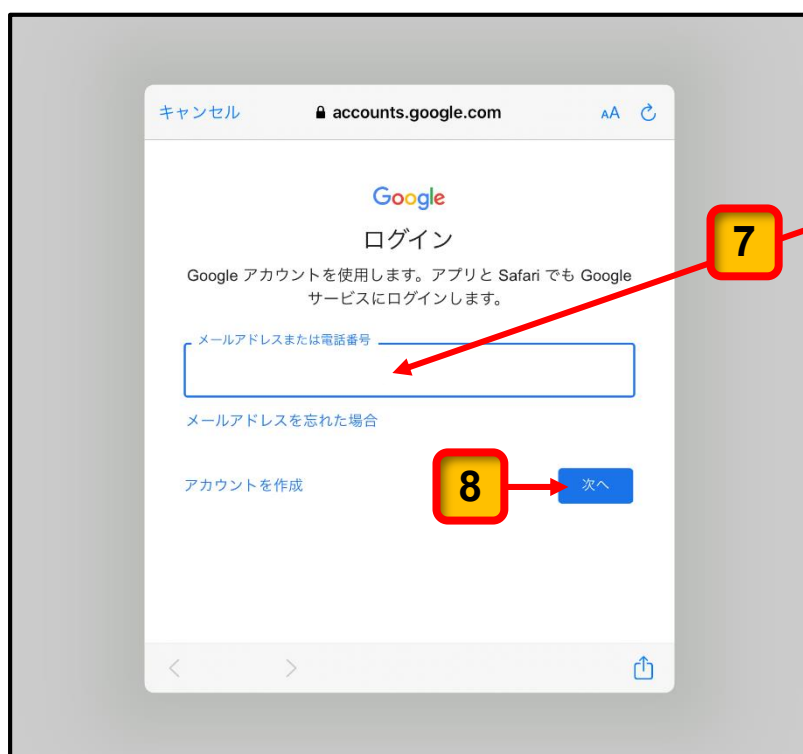 キャンセル accounts.google.com AA
Google
ログイン
7
Google アカウントを使用します。アプリと Safari でも Google
サービスにログインします。
メールアドレスまたは電話番号
メールアドレスを忘れた場合
アカウントを作成 8 次へ